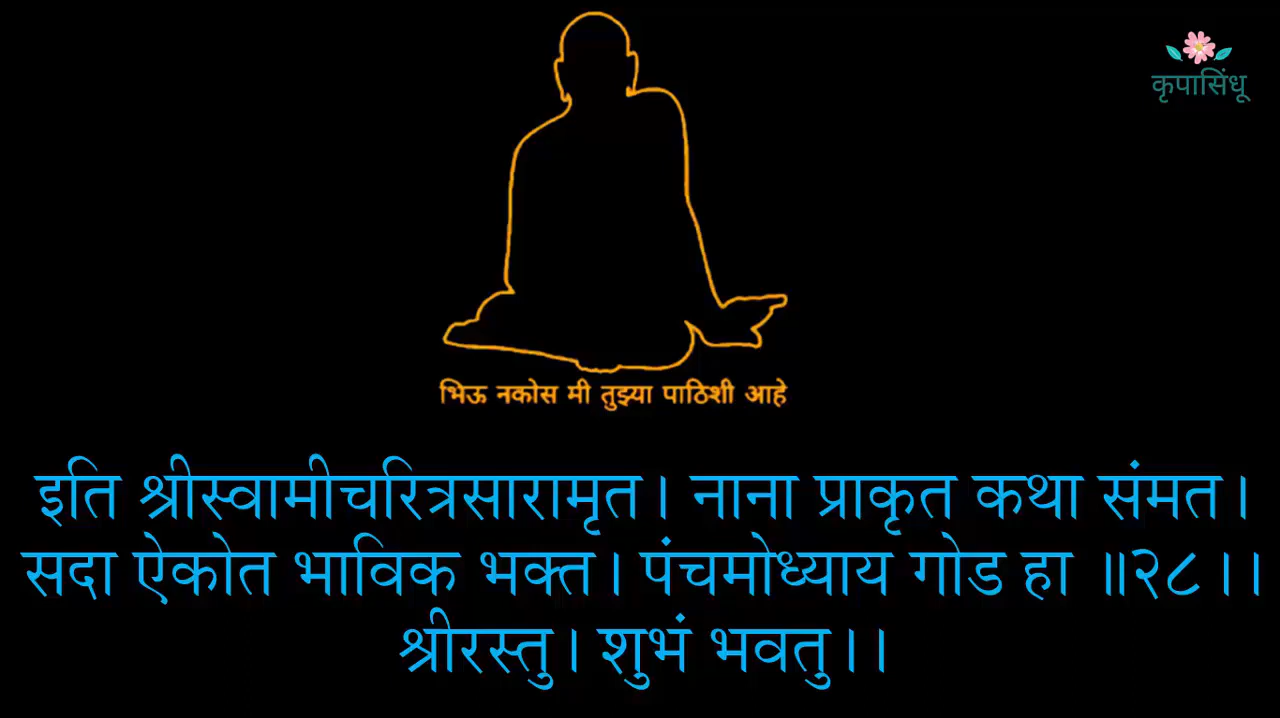 कृपासिंधू
भिऊ नकोस मी तुझ्या पाठिशी आहे
इति श्रीस्वामीचरित्रसारामृत। नाना प्राकृत कथा संमत।
सदा ऐकोत भाविक भक्त। पंचमोध्याय गोड हा ॥२८।।
श्रीरस्तु। शुभं भवतु।।